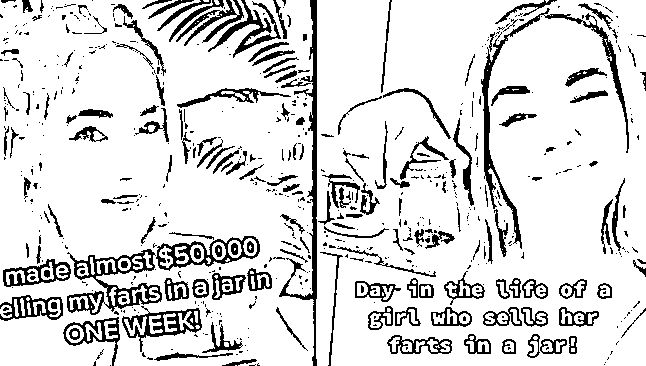 made almost $50,000
elling my farts in a jar in
ONE WEEK!
Day in the life of a
girl who sells her
farts in a jar!